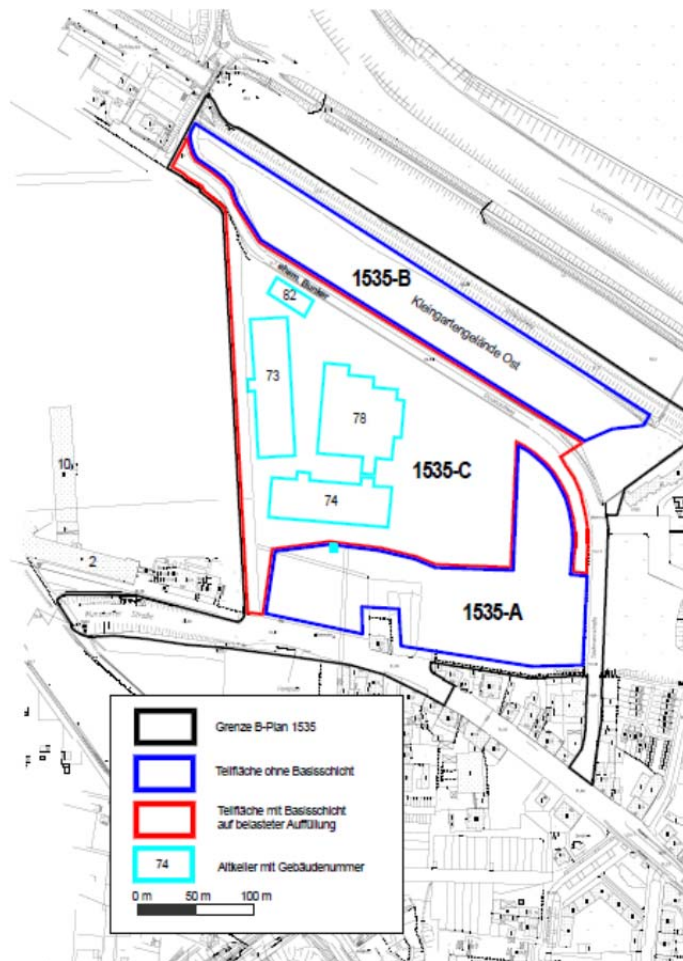 Leine
1535-B
Kleingartengelände Ost
ehem. Bunker
82
73
78
1535-C
74
10
2
1535-A
Straße
Grenze B-Plan 1535
Teilfläche ohne Basisschicht
Teilfläche mit Basisschicht
auf belasteter Auffüllung
74
Altkeller mit Gebäudenummer
0 m 50 m 100 m